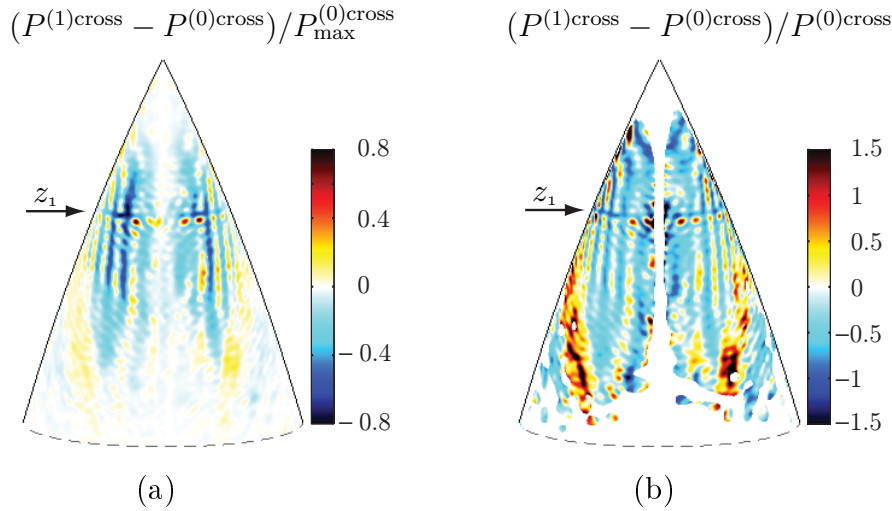 (P^{(1)cross} − P^{(0)cross})/P_{max}^{(0)cross}
(P^{(1)cross} − P^{(0)cross})/P^{(0)cross}
z₁
0.8
0.4
0
−0.4
−0.8
z₁
1.5
1
0.5
0
−0.5
−1
−1.5
(a)
(b)